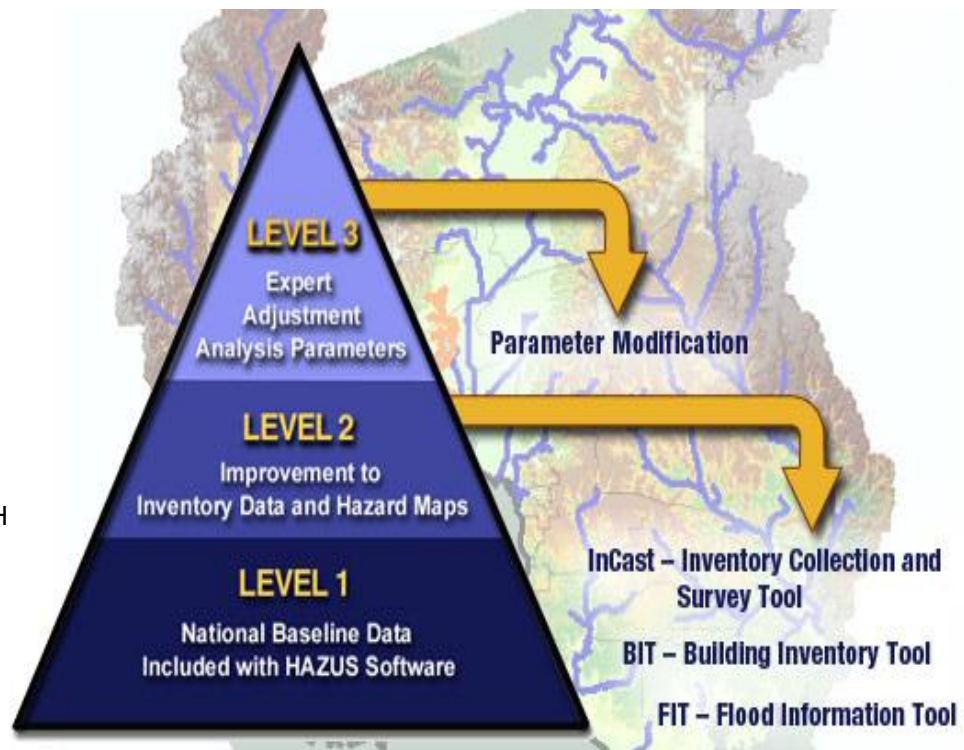 LEVEL 3
Expert
Adjustment
Analysis Parameters
Parameter Modification
LEVEL 2
Improvement to
Inventory Data and Hazard Maps
H
InCast – Inventory Collection and
Survey Tool
LEVEL 1
National Baseline Data
Included with HAZUS Software
BIT – Building Inventory Tool
FIT – Flood Information Tool